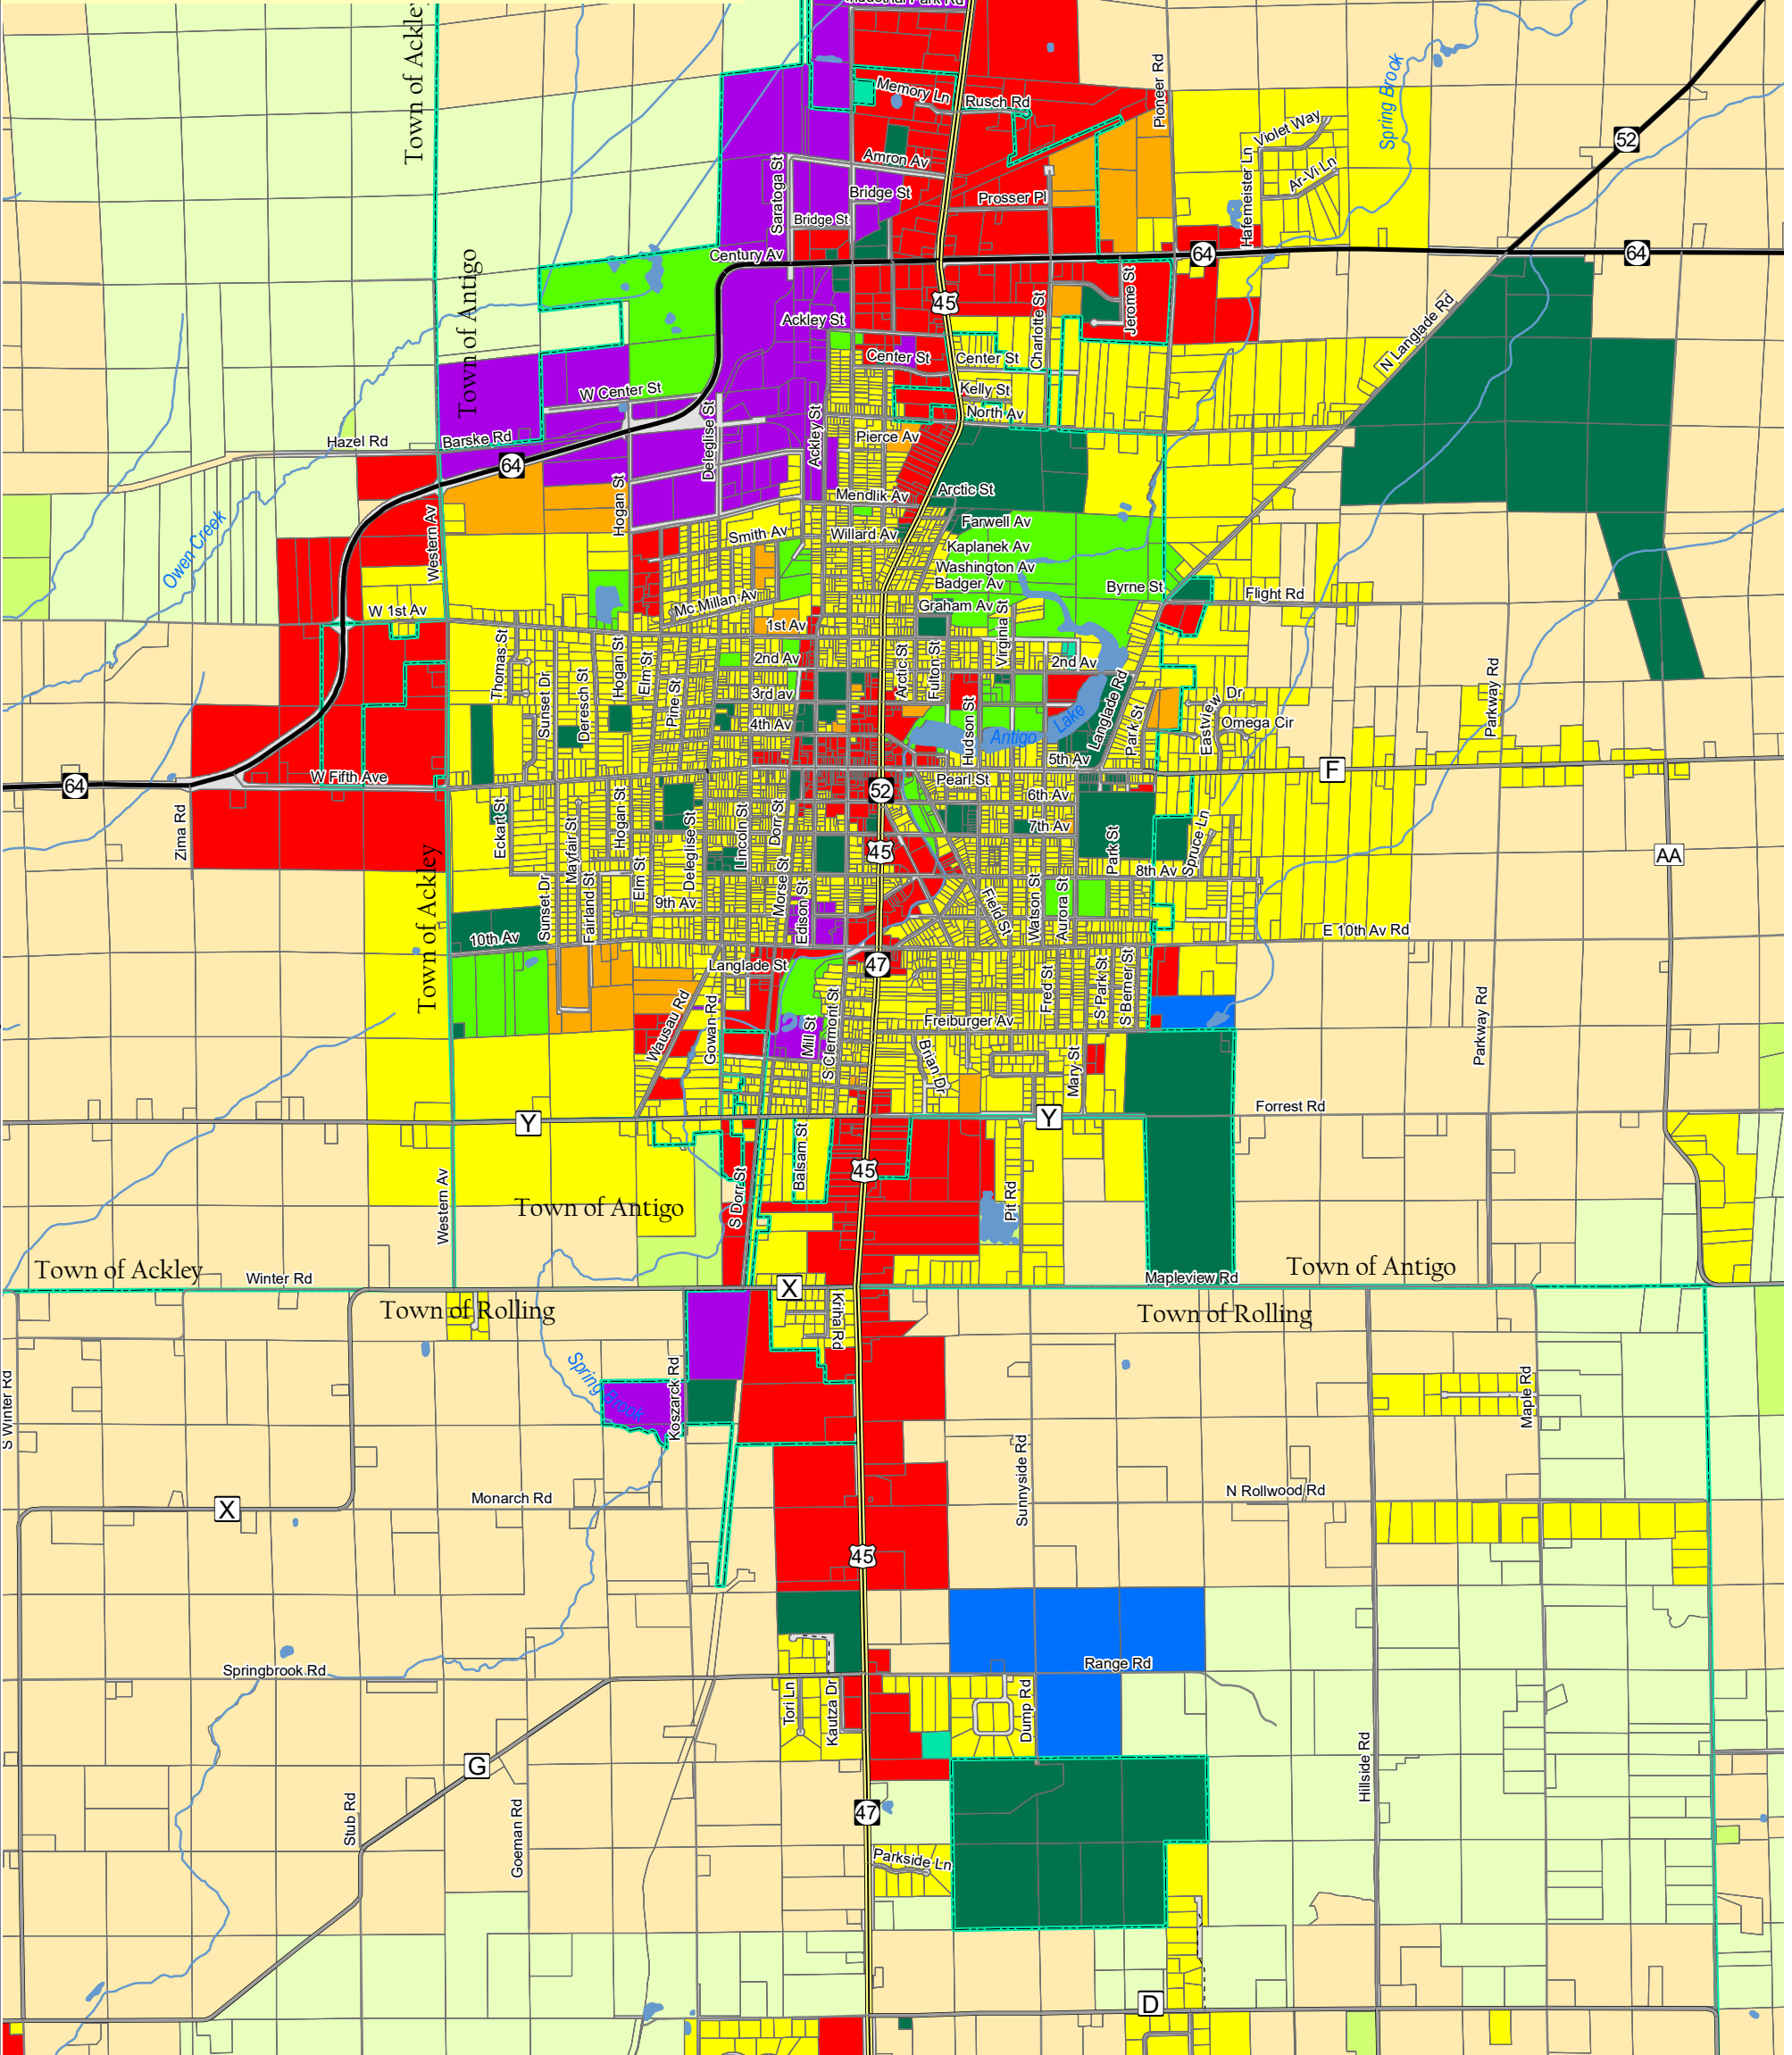 Industrial Park Rd
Town of Ackley
Memory Ln
Rusch Rd
Pioneer Rd
Spring Brook
Violet Way
52
Amron Av
Ar-Vi Ln
Saratoga St
Bridge St
Prosser Pl
Hafemeister Ln
Bridge St
Century Av
64
64
Town of Antigo
45
Jerome St
Charlotte St
Ackley St
N Langlade Rd
Center St
Center St
W Center St
Kelly St
North Av
Deleglise St
Ackley St
Pierce Av
Hazel Rd
Barske Rd
64
Hogan St
Mendlik Av
Arctic St
Owen Creek
Western Av
Smith Av
Willard Av
Farwell Av
Kaplanek Av
Washington Av
Badger Av
Byrne St
Flight Rd
Mc Millan Av
Graham Av
W 1st Av
1st Av
Virginia St
Thomas St
Hogan St
Elm St
2nd Av
Arctic St
Fulton St
2nd Av
Sunset Dr
Deresch St
Pine St
3rd av
Langlade Rd
Parkway Rd
Eastview Dr
4th Av
Hudson St
Lake
Antigo
Park St
Omega Cir
5th Av
F
64
W Fifth Ave
Pearl St
52
6th Av
Zima Rd
Eckart St
Mayfair St
Hogan St
Deleglise St
Lincoln St
Dorr St
7th Av
Park St
Spruce Ln
45
AA
Town of Ackley
Elm St
Morse St
8th Av
Sunset Dr
Fairland St
9th Av
Edison St
Field St
Watson St
Aurora St
10th Av
E 10th Av Rd
Langlade St
47
Wausau Rd
Gowan Rd
Mill St
S Clermont St
Fred St
S Park St
S Berner St
Freiburger Av
Brian Dr
Mary St
Parkway Rd
Y
Y
Forrest Rd
Balsam St
45
Western Av
S Dorr St
Pit Rd
Town of Antigo
Town of Ackley
Winter Rd
X
Mapleview Rd
Town of Antigo
Town of Rolling
Kriha Rd
Town of Rolling
S Winter Rd
Spring Brook
Koszarck Rd
Maple Rd
Sunnyside Rd
X
Monarch Rd
N Rollwood Rd
45
Springbrook Rd
Range Rd
Tori Ln
Kautza Dr
Dump Rd
G
Hillside Rd
Stub Rd
Goeman Rd
47
Parkside Ln
D